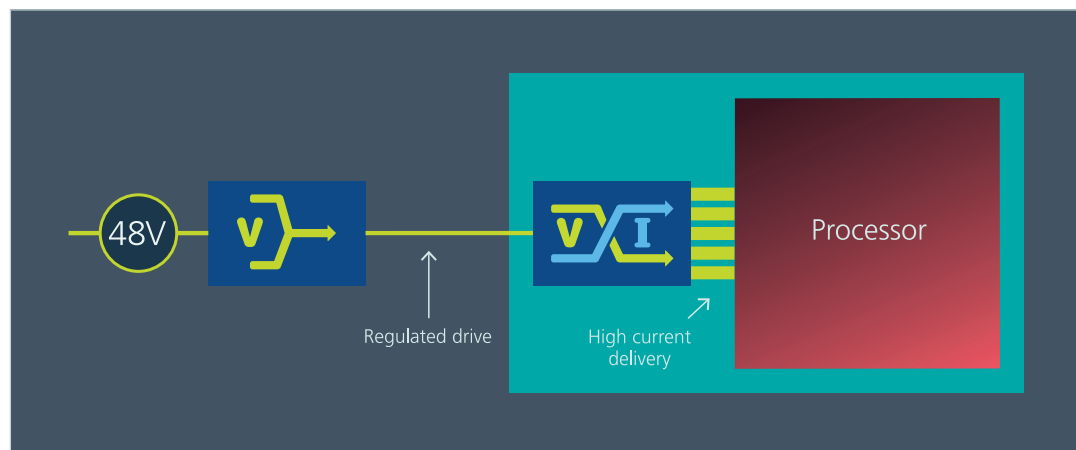 48V
V
V I
Processor
Regulated drive
High current
delivery